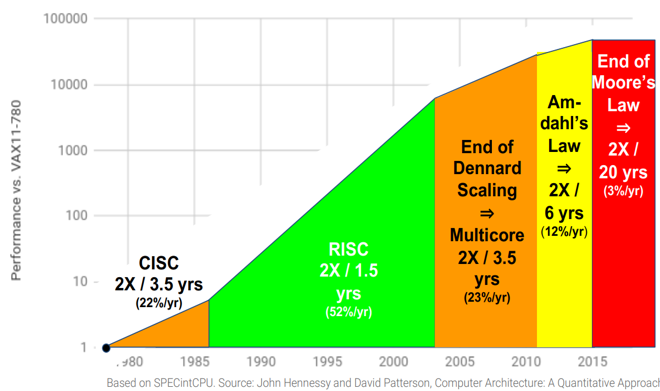 Performance vs. VAX11-780
100000
10000
1000
100
10
1
CISC
2X / 3.5 yrs
(22%/yr)
RISC
2X / 1.5
yrs
(52%/yr)
End of
Dennard
Scaling
⇒
Multicore
2X / 3.5
yrs
(23%/yr)
Am-
dahl's
Law
⇒
2X /
6 yrs
(12%/yr)
End of
Moore's
Law
⇒
2X /
20 yrs
(3%/yr)
980 1985 1990 1995 2000 2005 2010 2015
Based on SPECintCPU. Source: John Hennessy and David Patterson, Computer Architecture: A Quantitative Approach